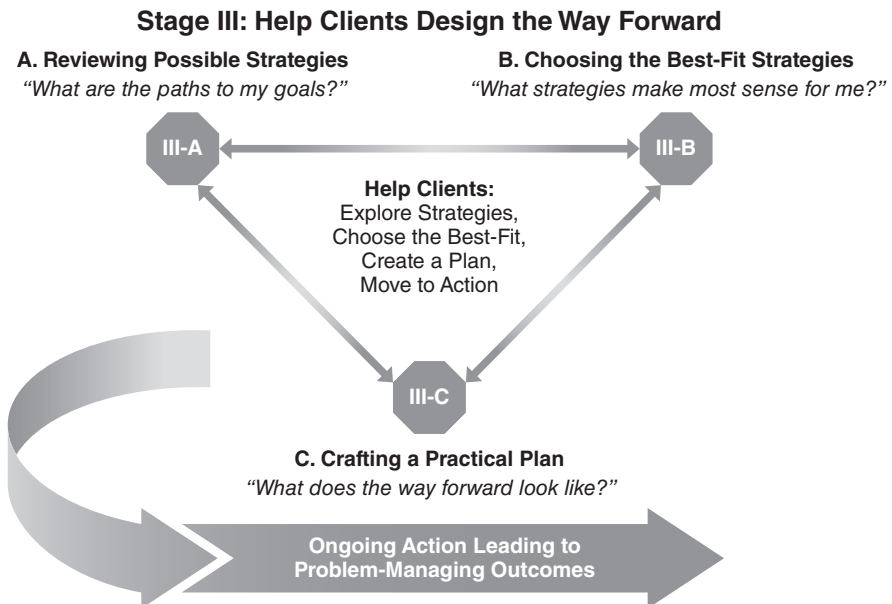 Stage III: Help Clients Design the Way Forward
A. Reviewing Possible Strategies
“What are the paths to my goals?”
B. Choosing the Best-Fit Strategies
“What strategies make most sense for me?”
III-A
III-B
Help Clients:
Explore Strategies,
Choose the Best-Fit,
Create a Plan,
Move to Action
III-C
C. Crafting a Practical Plan
“What does the way forward look like?”
Ongoing Action Leading to
Problem-Managing Outcomes